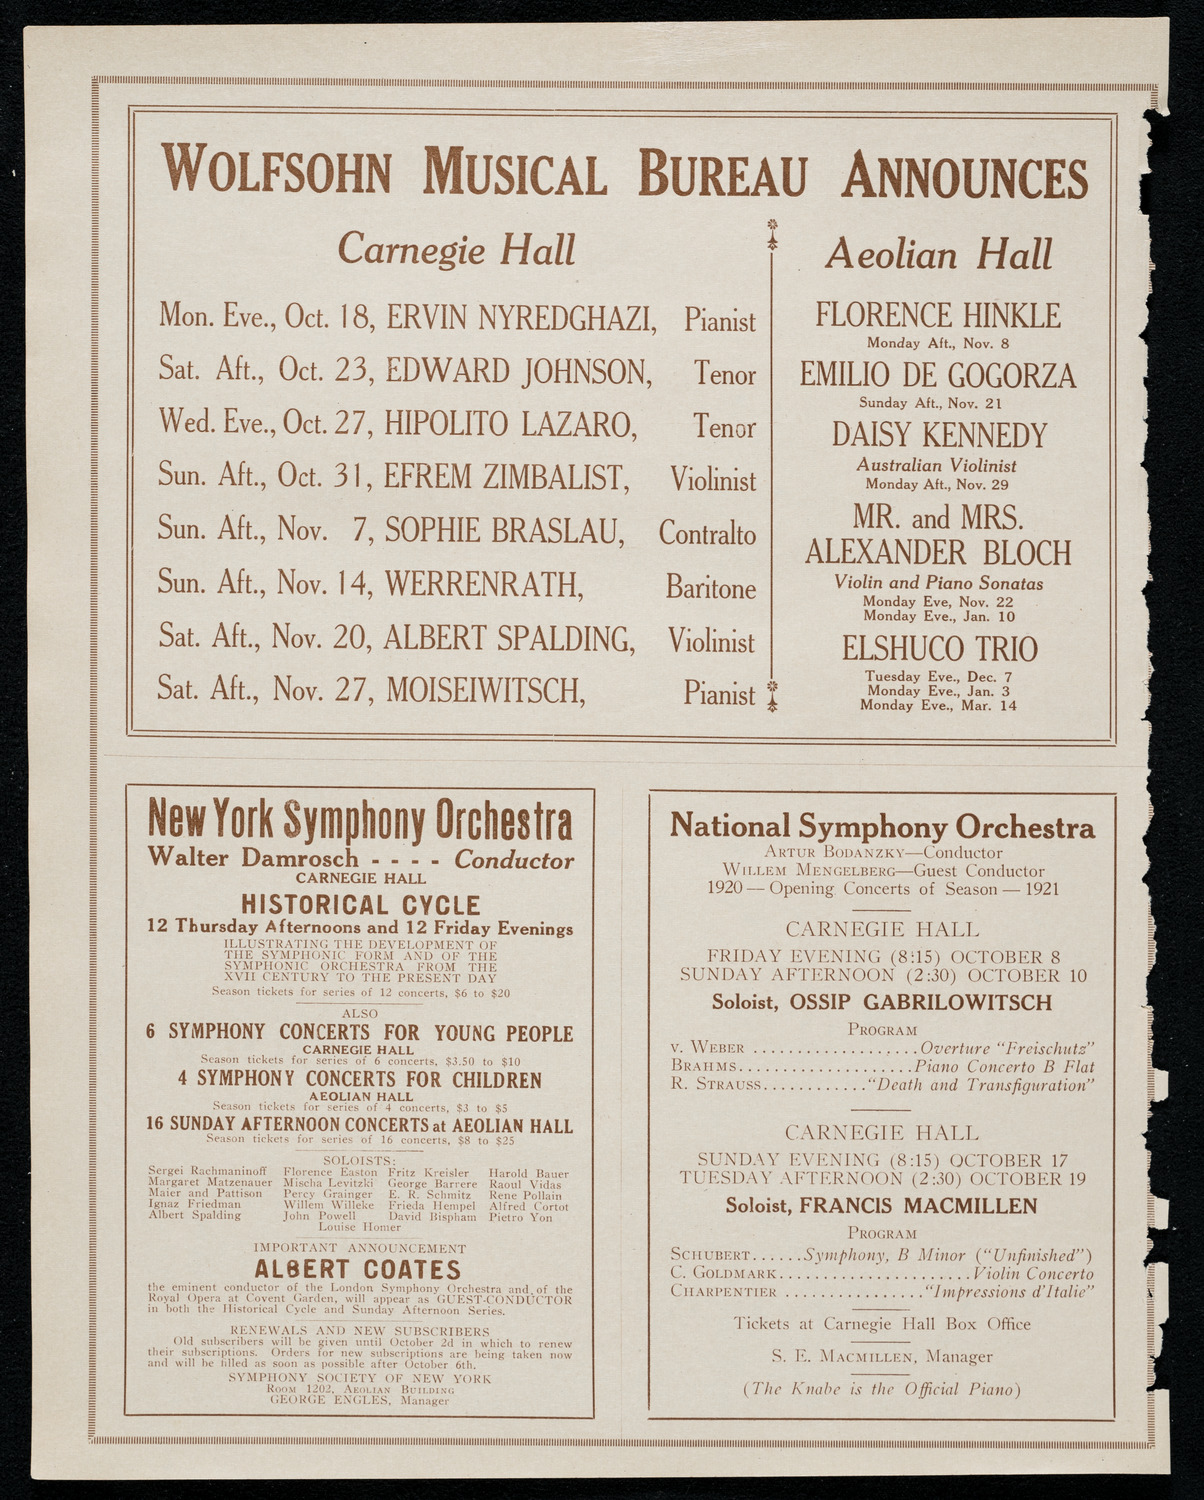 WOLFSOHN MUSICAL BUREAU ANNOUNCES
Carnegie Hall
Mon. Eve., Oct. 18, ERVIN NYREDGHAZI, Pianist
Sat. Aft., Oct. 23, EDWARD JOHNSON, Tenor
Wed. Eve., Oct. 27, HIPOLITO LAZARO, Tenor
Sun. Aft., Oct. 31, EFREM ZIMBALIST, Violinist
Sun. Aft., Nov. 7, SOPHIE BRASLAU, Contralto
Sun. Aft., Nov. 14, WERRENRATH, Baritone
Sat. Aft., Nov. 20, ALBERT SPALDING, Violinist
Sat. Aft., Nov. 27, MOISEIWITSCH, Pianist
Aeolian Hall
FLORENCE HINKLE
Monday Aft., Nov. 8
EMILIO DE GOGORZA
Sunday Aft., Nov. 21
DAISY KENNEDY
Australian Violinist
Monday Aft., Nov. 29
MR. and MRS.
ALEXANDER BLOCH
Violin and Piano Sonatas
Monday Eve, Nov. 22
Monday Eve., Jan. 10
ELSHUCO TRIO
Tuesday Eve., Dec. 7
Monday Eve., Jan. 3
Monday Eve., Mar. 14
New York Symphony Orchestra
Walter Damrosch - - - - Conductor
CARNEGIE HALL
HISTORICAL CYCLE
12 Thursday Afternoons and 12 Friday Evenings
ILLUSTRATING THE DEVELOPMENT OF
THE SYMPHONIC FORM AND OF THE
SYMPHONIC ORCHESTRA FROM THE
XVII CENTURY TO THE PRESENT DAY
Season tickets for series of 12 concerts, $6 to $20
ALSO
6 SYMPHONY CONCERTS FOR YOUNG PEOPLE
CARNEGIE HALL
Season tickets for series of 6 concerts, $3.50 to $10
4 SYMPHONY CONCERTS FOR CHILDREN
AEOLIAN HALL
Season tickets for series of 4 concerts, $3 to $5
16 SUNDAY AFTERNOON CONCERTS at AEOLIAN HALL
Season tickets for series of 16 concerts, $8 to $25
SOLOISTS:
Sergei Rachmaninoff Florence Easton Fritz Kreisler Harold Bauer
Margaret Matzenauer Mischa Levitzki George Barrere Raoul Vidas
Maier and Pattison Percy Grainger E. R. Schmitz Rene Pollain
Ignaz Friedman Willem Willeke Frieda Hempel Alfred Cortot
Albert Spalding John Powell David Bispham Pietro Yon
Louise Homer
IMPORTANT ANNOUNCEMENT
ALBERT COATES
the eminent conductor of the London Symphony Orchestra and of the
Royal Opera at Covent Garden, will appear as GUEST-CONDUCTOR
in both the Historical Cycle and Sunday Afternoon Series.
RENEWALS AND NEW SUBSCRIBERS
Old subscribers will be given until October 2d in which to renew
their subscriptions. Orders for new subscriptions are being taken now
and will be filled as soon as possible after October 6th.
SYMPHONY SOCIETY OF NEW YORK
ROOM 1202, AEOLIAN BUILDING
GEORGE ENGLES, Manager
National Symphony Orchestra
ARTUR BODANZKY—Conductor
WILLEM MENGELBERG—Guest Conductor
1920 — Opening Concerts of Season — 1921
CARNEGIE HALL
FRIDAY EVENING (8:15) OCTOBER 8
SUNDAY AFTERNOON (2:30) OCTOBER 10
Soloist, OSSIP GABRILOWITSCH
PROGRAM
V. WEBER ....................Overture "Freischutz"
BRAHMS....................Piano Concerto B Flat
R. STRAUSS............"Death and Transfiguration"
CARNEGIE HALL
SUNDAY EVENING (8:15) OCTOBER 17
TUESDAY AFTERNOON (2:30) OCTOBER 19
Soloist, FRANCIS MACMILLEN
PROGRAM
SCHUBERT......Symphony, B Minor ("Unfinished")
C. GOLDMARK.......................Violin Concerto
CHARPENTIER ................"Impressions d'Italie"
Tickets at Carnegie Hall Box Office
S. E. MACMILLEN, Manager
(The Knabe is the Official Piano)